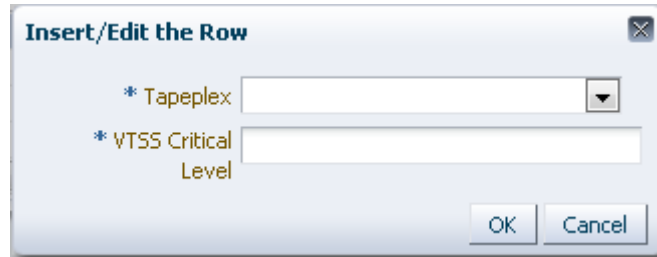 Insert/Edit the Row
* Tapeplex
* VTSS Critical
Level
OK Cancel